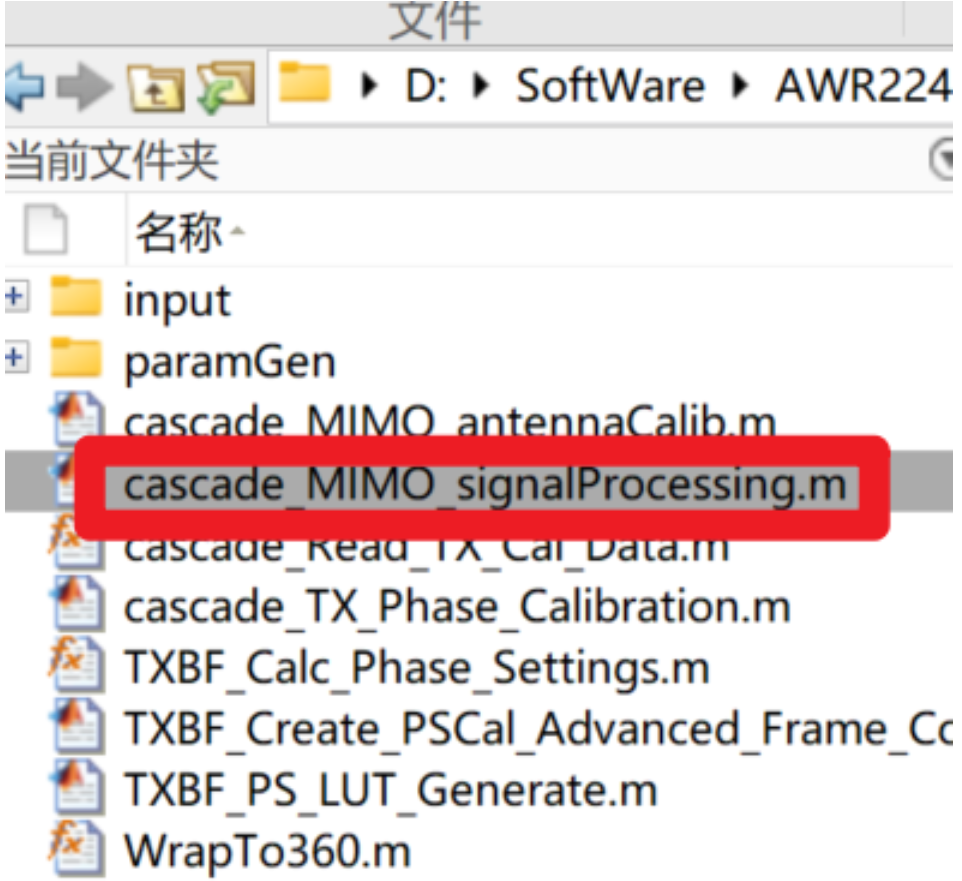 文件
D: SoftWare AWR224
当前文件夹
名称
input
paramGen
cascade_MIMO_antennaCalib.m
cascade_MIMO_signalProcessing.m
cascade_Read_TX_Cal_Data.m
cascade_TX_Phase_Calibration.m
TXBF_Calc_Phase_Settings.m
TXBF_Create_PSCal_Advanced_Frame_Co
TXBF_PS_LUT_Generate.m
WrapTo360.m